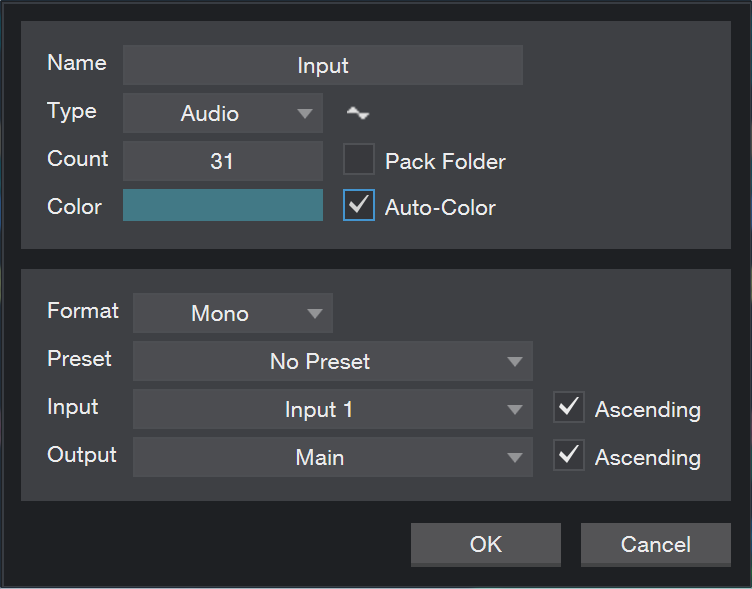 Name Input
Type Audio
Count 31 Pack Folder
Color Auto-Color
Format Mono
Preset No Preset
Input Input 1 Ascending
Output Main Ascending
OK Cancel